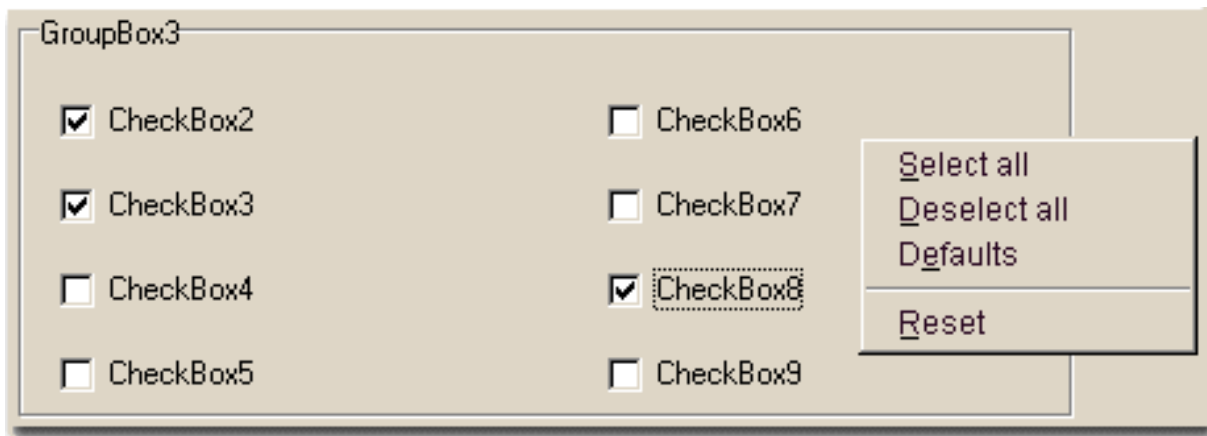 GroupBox3
CheckBox2
CheckBox3
CheckBox4
CheckBox5
CheckBox6
CheckBox7
CheckBox8
CheckBox9
Select all
Deselect all
Defaults
Reset